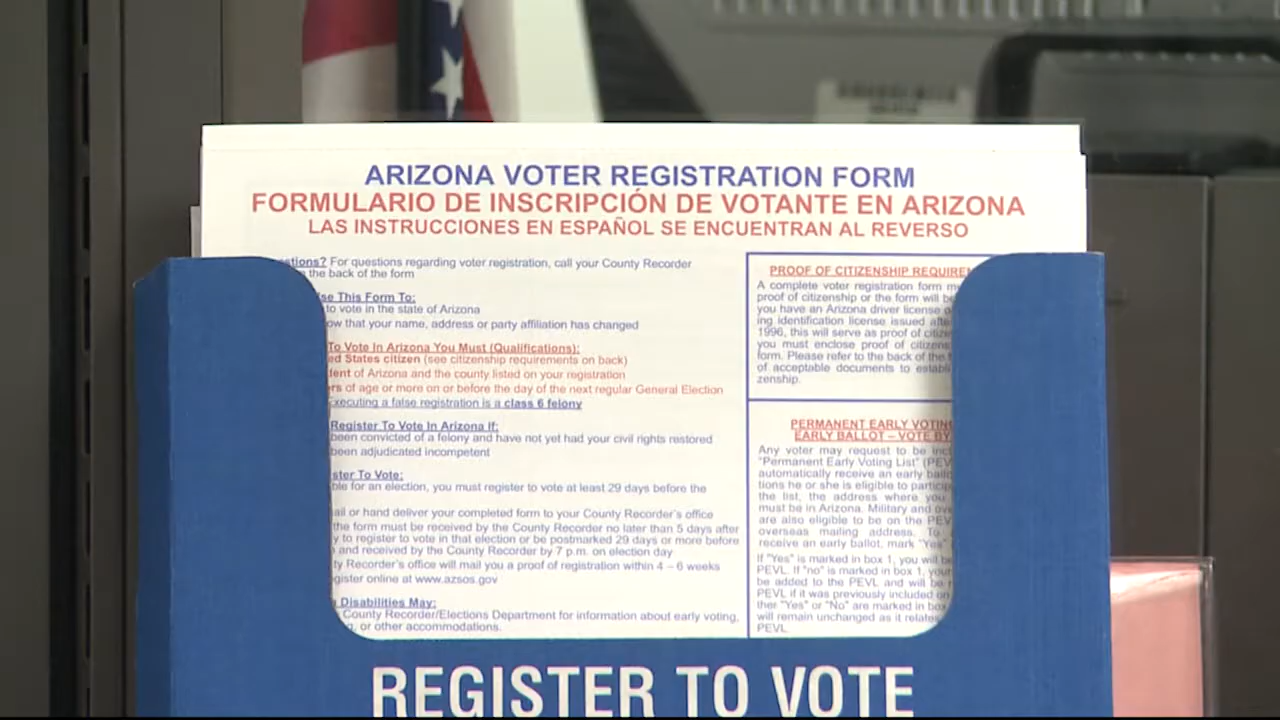 ARIZONA VOTER REGISTRATION FORM
FORMULARIO DE INSCRIPCIÓN DE VOTANTE EN ARIZONA
LAS INSTRUCCIONES EN ESPAÑOL SE ENCUENTRAN AL REVERSO
stions? For questions regarding voter registration, call your County Recorder
the back of the form
se This Form To:
to vote in the state of Arizona
ow that your name, address or party affiliation has changed
To Vote In Arizona You Must (Qualifications):
ed States citizen (see citizenship requirements on back)
ent of Arizona and the county listed on your registration
rs of age or more on or before the day of the next regular General Election
executing a false registration is a class 6 felony
Register To Vote In Arizona if:
been convicted of a felony and have not yet had your civil rights restored
been adjudicated incompetent
ster To Vote:
ble for an election, you must register to vote at least 29 days before the
ail or hand deliver your completed form to your County Recorder's office
the form must be received by the County Recorder no later than 5 days after
y to register to vote in that election or be postmarked 29 days or more before
and received by the County Recorder by 7 p.m. on election day
ty Recorder's office will mail you a proof of registration within 4 – 6 weeks
gister online at www.azsos.gov
Disabilities May:
County Recorder/Elections Department for information about early voting,
g, or other accommodations.
PROOF OF CITIZENSHIP REQUIREM
A complete voter registration form m
proof of citizenship or the form will be
you have an Arizona driver license o
ing identification license issued afte
1996, this will serve as proof of citize
you must enclose proof of citizens
form. Please refer to the back of the f
of acceptable documents to establi
zenship.
PERMANENT EARLY VOTING
EARLY BALLOT – VOTE BY
Any voter may request to be incl
"Permanent Early Voting List" (PEV
automatically receive an early ballo
tions he or she is eligible to particip
the list, the address where you
must be in Arizona. Military and ove
are also eligible to be on the PEV
overseas mailing address. To
receive an early ballot, mark "Yes"
If "Yes" is marked in box 1, you will be
PEVL. If "no" is marked in box 1, your
be added to the PEVL and will be r
PEVL if it was previously included on
ther "Yes" or "No" are marked in box
will remain unchanged as it relates
PEVL.
REGISTER TO VOTE